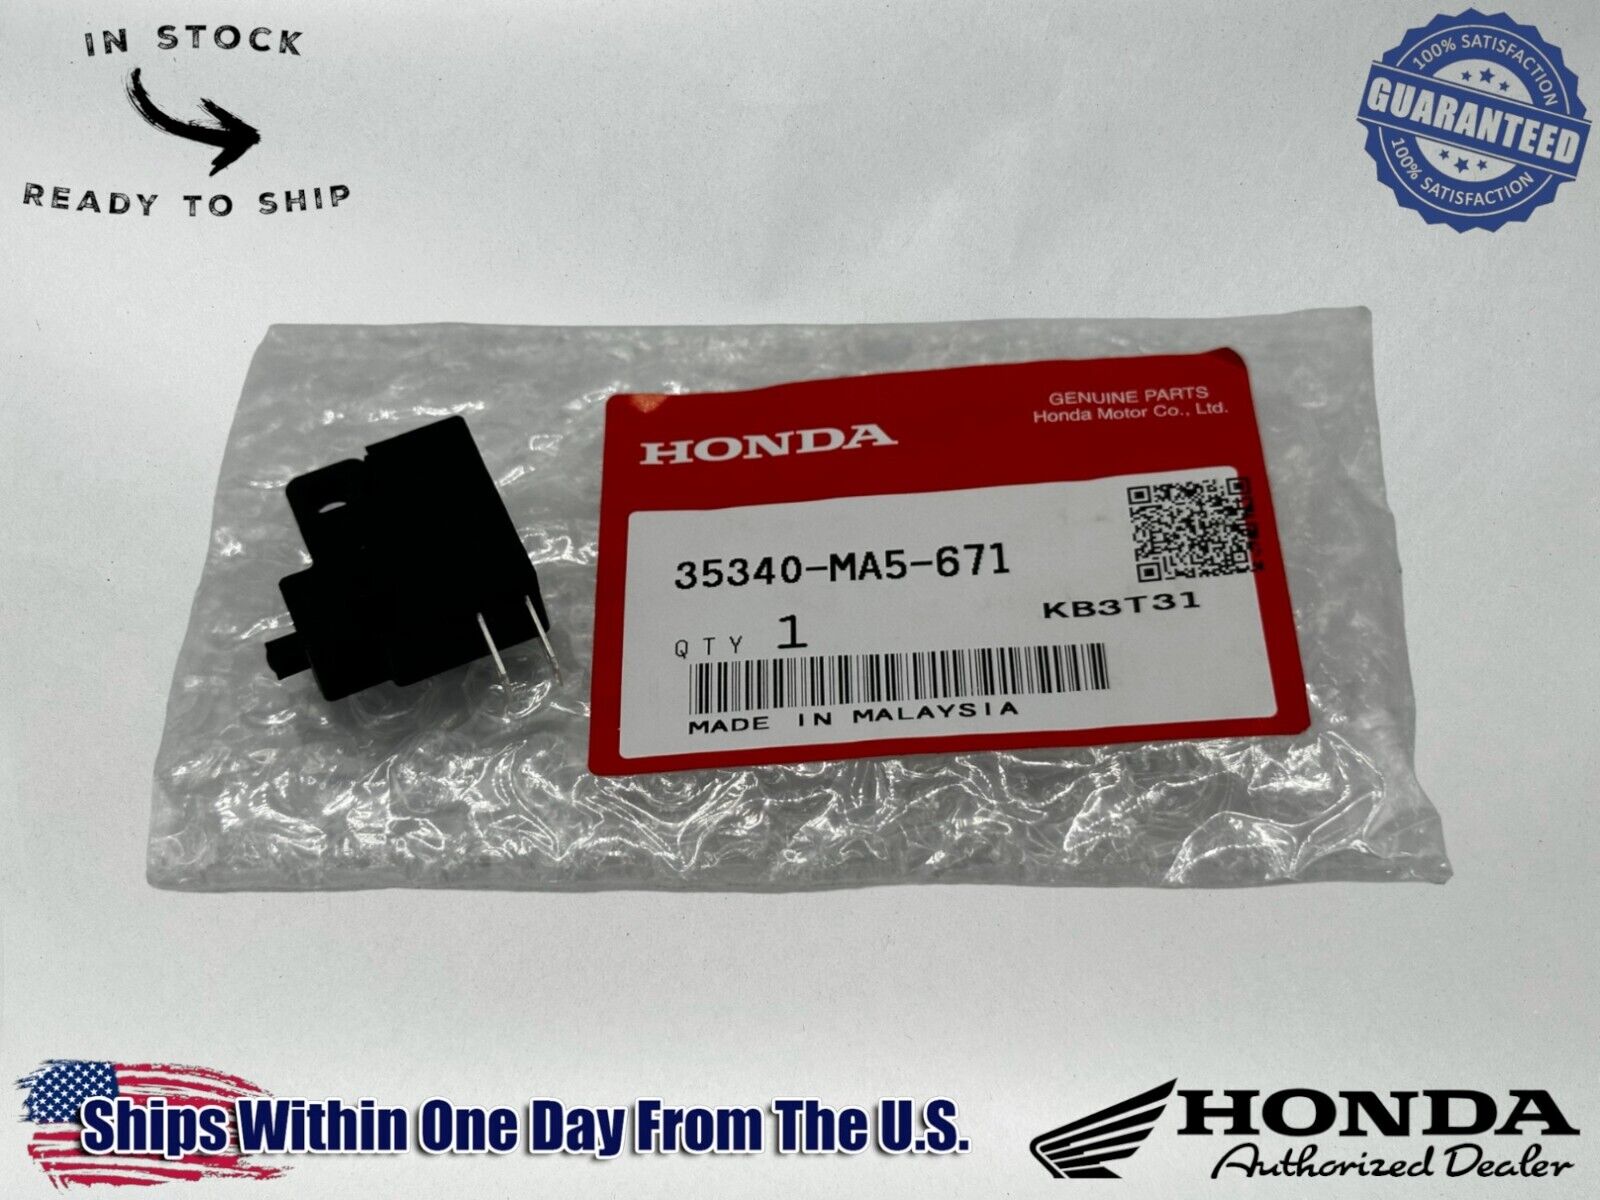 IN STOCK
READY TO SHIP
100% SATISFACTION
GUARANTEED
100% SATISFACTION
GENUINE PARTS
Honda Motor Co., Ltd.
HONDA
35340-MA5-671
KB3T31
QTY 1
MADE IN MALAYSIA
Ships Within One Day From The U.S.
HONDA
Authorized Dealer